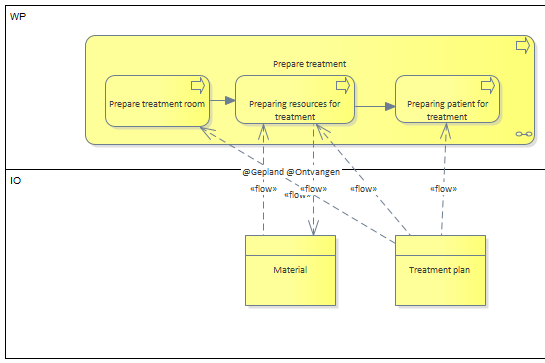 WP
Prepare treatment
Prepare treatment room
Preparing resources for
treatment
Preparing patient for
treatment
@Gepland @Ontvangen
«flow»
«flow»
«flow»
«flow»
«flow»
IO
Material
Treatment plan